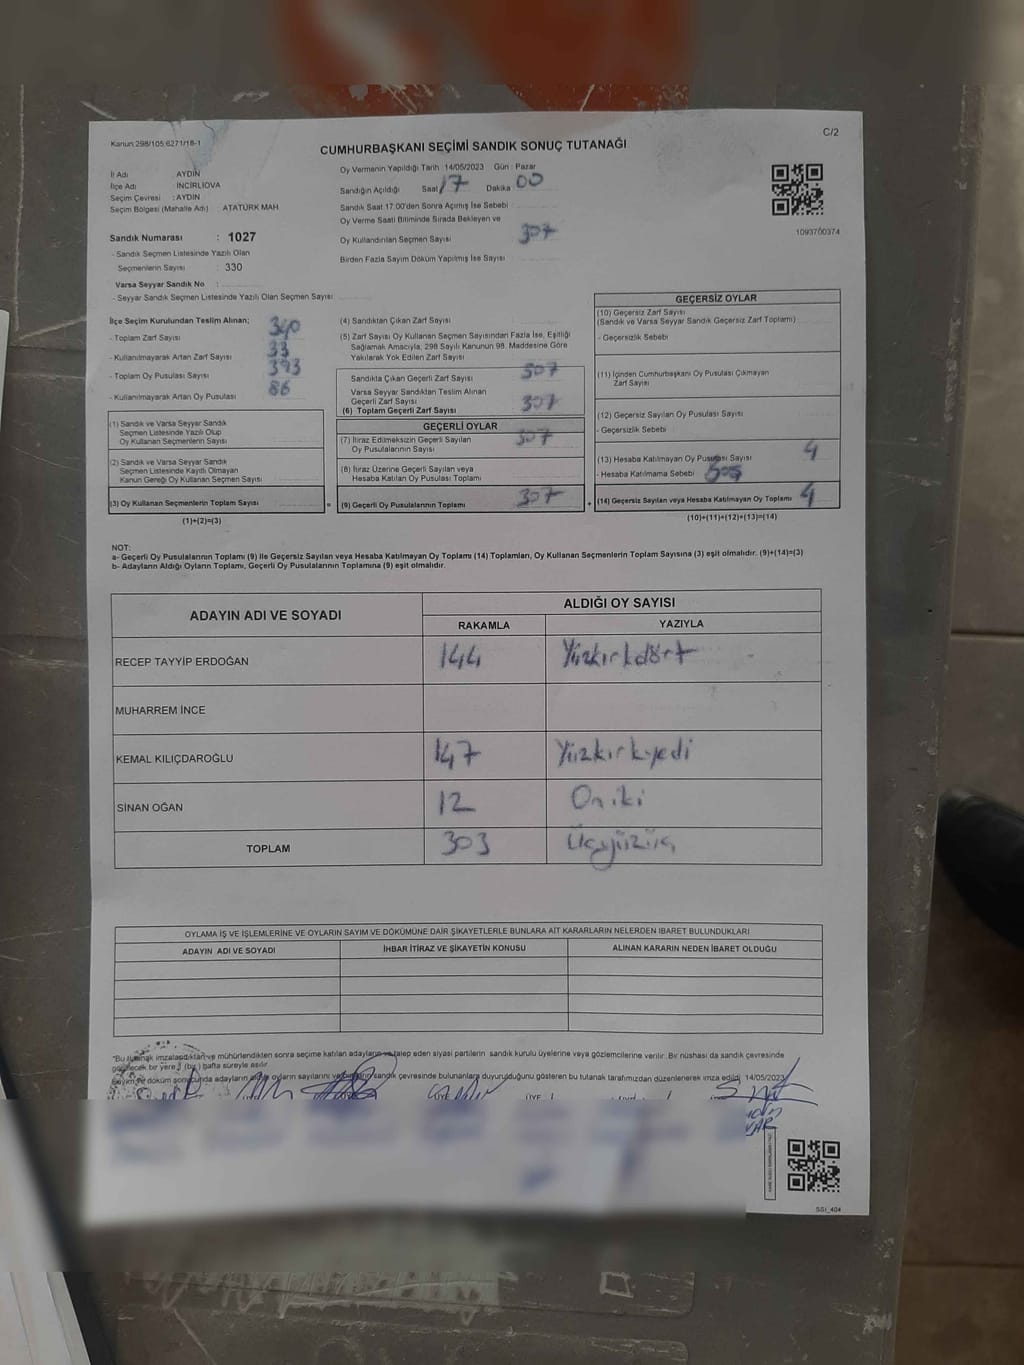 C/2
Kanun:298/105;6271/18-1
CUMHURBAŞKANI SEÇİMİ SANDIK SONUÇ TUTANAĞI
İl Adı : AYDIN
İlçe Adı : İNCİRLİOVA
Seçim Çevresi : AYDIN
Seçim Bölgesi (Mahalle Adı) : ATATÜRK MAH
Oy Vermenin Yapıldığı Tarih :14/05/2023 Gün : Pazar
Sandığın Açıldığı Saat 17 Dakika 00
Sandık Saat 17.00'den Sonra Açılmış İse Sebebi
Oy Verme Saati Bitiminde Sırada Bekleyen ve
Oy Kullandırılan Seçmen Sayısı 307
Birden Fazla Sayım Döküm Yapılmış İse Sayısı
1093700374
Sandık Numarası : 1027
- Sandık Seçmen Listesinde Yazılı Olan
Seçmenlerin Sayısı : 330
Varsa Seyyar Sandık No :
- Seyyar Sandık Seçmen Listesinde Yazılı Olan Seçmen Sayısı
İlçe Seçim Kurulundan Teslim Alınan;
- Toplam Zarf Sayısı 340
- Kullanılmayarak Artan Zarf Sayısı 33
- Toplam Oy Pusulası Sayısı 393
- Kullanılmayarak Artan Oy Pusulası 86
(1) Sandık ve Varsa Seyyar Sandık
Seçmen Listesinde Yazılı Olup
Oy Kullanan Seçmenlerin Sayısı
(2) Sandık ve Varsa Seyyar Sandık
Seçmen Listesinde Kayıtlı Olmayan
Kanun Gereği Oy Kullanan Seçmen Sayısı
(3) Oy Kullanan Seçmenlerin Toplam Sayısı
(1)+(2)=(3)
=
(4) Sandıktan Çıkan Zarf Sayısı
(5) Zarf Sayısı Oy Kullanan Seçmen Sayısından Fazla İse, Eşitliği
Sağlamak Amacıyla, 298 Sayılı Kanunun 98. Maddesine Göre
Yakılarak Yok Edilen Zarf Sayısı
Sandıkta Çıkan Geçerli Zarf Sayısı 307
Varsa Seyyar Sandıktan Teslim Alınan
Geçerli Zarf Sayısı
(6) Toplam Geçerli Zarf Sayısı 307
GEÇERLİ OYLAR
(7) İtiraz Edilmeksizin Geçerli Sayılan
Oy Pusulasının Sayısı 307
(8) İtiraz Üzerine Geçerli Sayılan veya
Hesaba Katılan Oy Pusulası Toplamı
(9) Geçerli Oy Pusulalarının Toplamı 307
+
GEÇERSİZ OYLAR
(10) Geçersiz Zarf Sayısı
(Sandık ve Varsa Seyyar Sandık Geçersiz Zarf Toplamı)
- Geçersizlik Sebebi
(11) İçinden Cumhurbaşkanı Oy Pusulası Çıkmayan
Zarf Sayısı
(12) Geçersiz Sayılan Oy Pusulası Sayısı
- Geçersizlik Sebebi
(13) Hesaba Katılmayan Oy Pusulası Sayısı 4
- Hesaba Katılmama Sebebi
(14) Geçersiz Sayılan veya Hesaba Katılmayan Oy Toplamı 4
(10)+(11)+(12)+(13)=(14)
NOT:
a- Geçerli Oy Pusulalarının Toplamı (9) ile Geçersiz Sayılan veya Hesaba Katılmayan Oy Toplamı (14) Toplamları, Oy Kullanan Seçmenlerin Toplam Sayısına (3) eşit olmalıdır. (9)+(14)=(3)
b- Adayların Aldığı Oyların Toplamı, Geçerli Oy Pusulalarının Toplamına (9) eşit olmalıdır.
ADAYIN ADI VE SOYADI
ALDIĞI OY SAYISI
RAKAMLA YAZIYLA
RECEP TAYYİP ERDOĞAN 144 Yüzkırkdört
MUHARREM İNCE
KEMAL KILIÇDAROĞLU 147 Yüzkırkyedi
SİNAN OĞAN 12 Oniki
TOPLAM 303 Üçyüzüç
OYLAMA İŞ VE İŞLEMLERİNE VE OYLARIN SAYIM VE DÖKÜMÜNE DAİR ŞİKAYETLERLE BUNLARA AİT KARARLARIN NELERDEN İBARET BULUNDUKLARI
ADAYIN ADI VE SOYADI İHBAR İTİRAZ VE ŞİKAYETİN KONUSU ALINAN KARARIN NEDEN İBARET OLDUĞU
"Bu tutanak imzalandıktan ve mühürlendikten sonra seçime katılan adayların ve talep eden siyasi partilerin sandık kurulu üyelerine veya gözlemcilerine verilir. Bir nüshası da sandık çevresinde
görülecek bir yere 1 (bir) hafta süreyle asılır.
Sayım ve döküm sonucunda adayların aldığı oyların sayılarını ve sandık çevresinde bulunanlara duyurulduğunu gösteren bu tutanak tarafımızdan düzenlenerek imza edildi. 14/05/2023
SSI_404